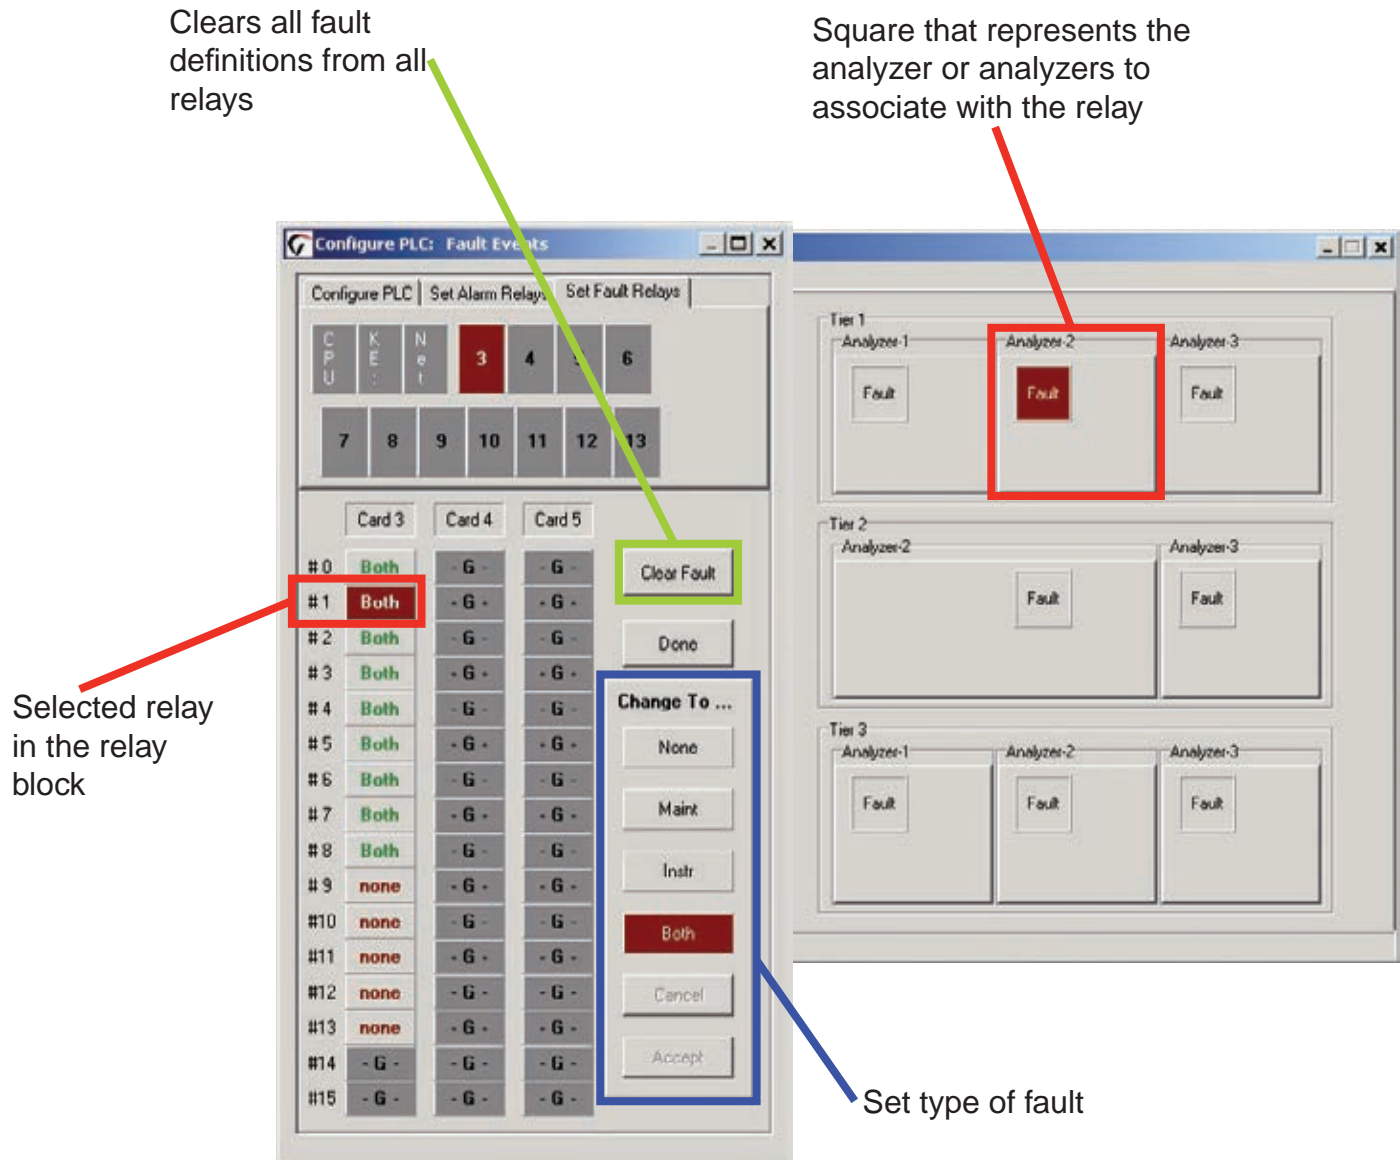 Clears all fault
definitions from all
relays
Square that represents the
analyzer or analyzers to
associate with the relay
Configure PLC: Fault Events
Configure PLC
Set Alarm Relays
Set Fault Relays
CPU
KE:
Net
3
4
5
6
7
8
9
10
11
12
13
Card 3
Card 4
Card 5
#0 Both - G - - G -
#1 Both - G - - G -
#2 Both - G - - G -
#3 Both - G - - G -
#4 Both - G - - G -
#5 Both - G - - G -
#6 Both - G - - G -
#7 Both - G - - G -
#8 Both - G - - G -
#9 none - G - - G -
#10 none - G - - G -
#11 none - G - - G -
#12 none - G - - G -
#13 none - G - - G -
#14 - G - - G - - G -
#15 - G - - G - - G -
Clear Fault
Done
Change To ...
None
Maint
Instr
Both
Cancel
Accept
Tier 1
Analyzer-1
Fault
Analyzer-2
Fault
Analyzer-3
Fault
Tier 2
Analyzer-2
Fault
Analyzer-3
Fault
Tier 3
Analyzer-1
Fault
Analyzer-2
Fault
Analyzer-3
Fault
Selected relay
in the relay
block
Set type of fault